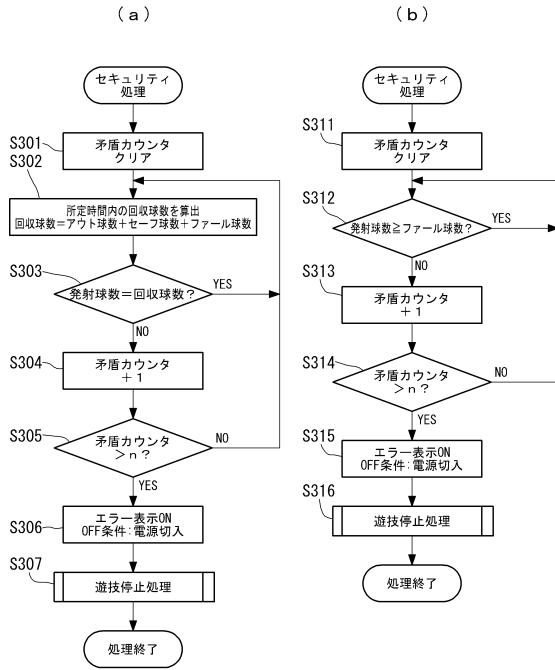 (a)
セキュリティ
処理
S301
矛盾カウンタ
クリア
S302
所定時間内の回収球数を算出
回収球数=アウト球数+セーフ球数+ファール球数
S303
発射球数=回収球数?
YES
NO
S304
矛盾カウンタ
+1
S305
矛盾カウンタ
>n?
NO
YES
S306
エラー表示ON
OFF条件:電源切入
S307
遊技停止処理
処理終了
(b)
セキュリティ
処理
S311
矛盾カウンタ
クリア
S312
発射球数≧ファール球数?
YES
NO
S313
矛盾カウンタ
+1
S314
矛盾カウンタ
>n?
NO
YES
S315
エラー表示ON
OFF条件:電源切入
S316
遊技停止処理
処理終了